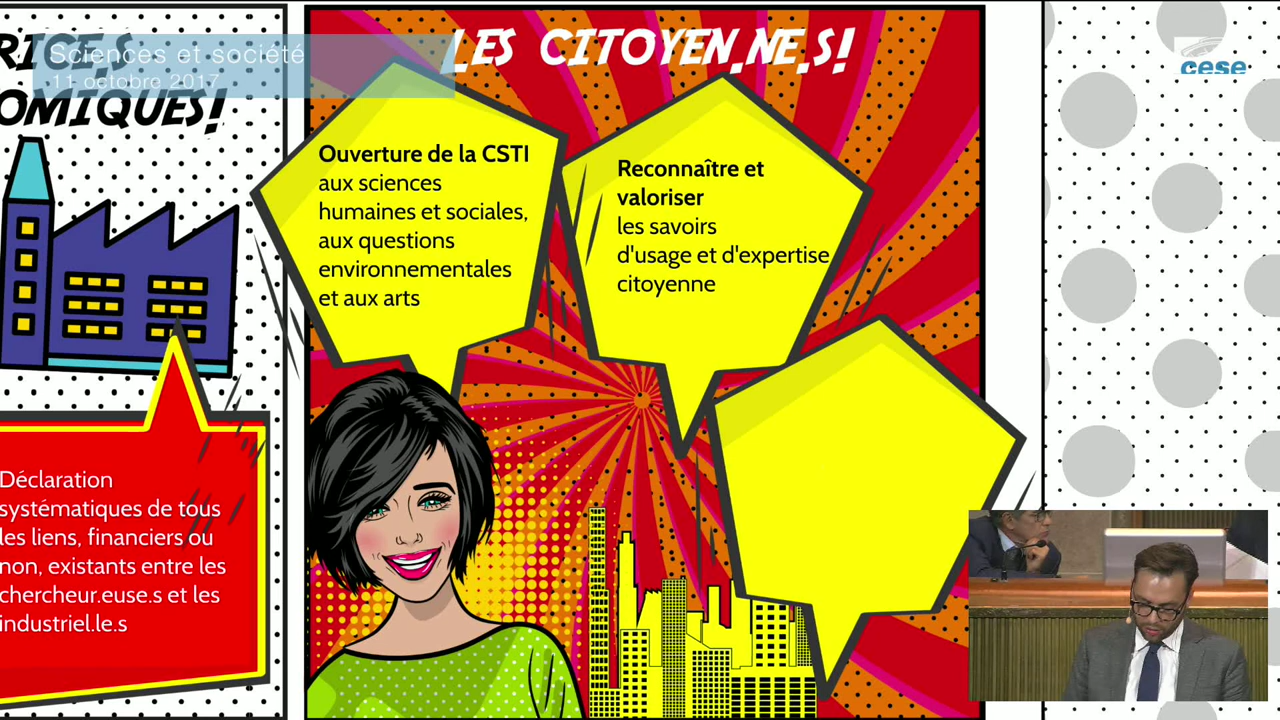 Sciences et société
11 octobre 2017
OMIQUES!
LES CITOYEN.NE.S!
cese
Ouverture de la CSTI
aux sciences
humaines et sociales,
aux questions
environnementales
et aux arts
Reconnaître et
valoriser
les savoirs
d'usage et d'expertise
citoyenne
Déclaration
systématiques de tous
les liens, financiers ou
non, existants entre les
chercheur.euse.s et les
industriel.le.s